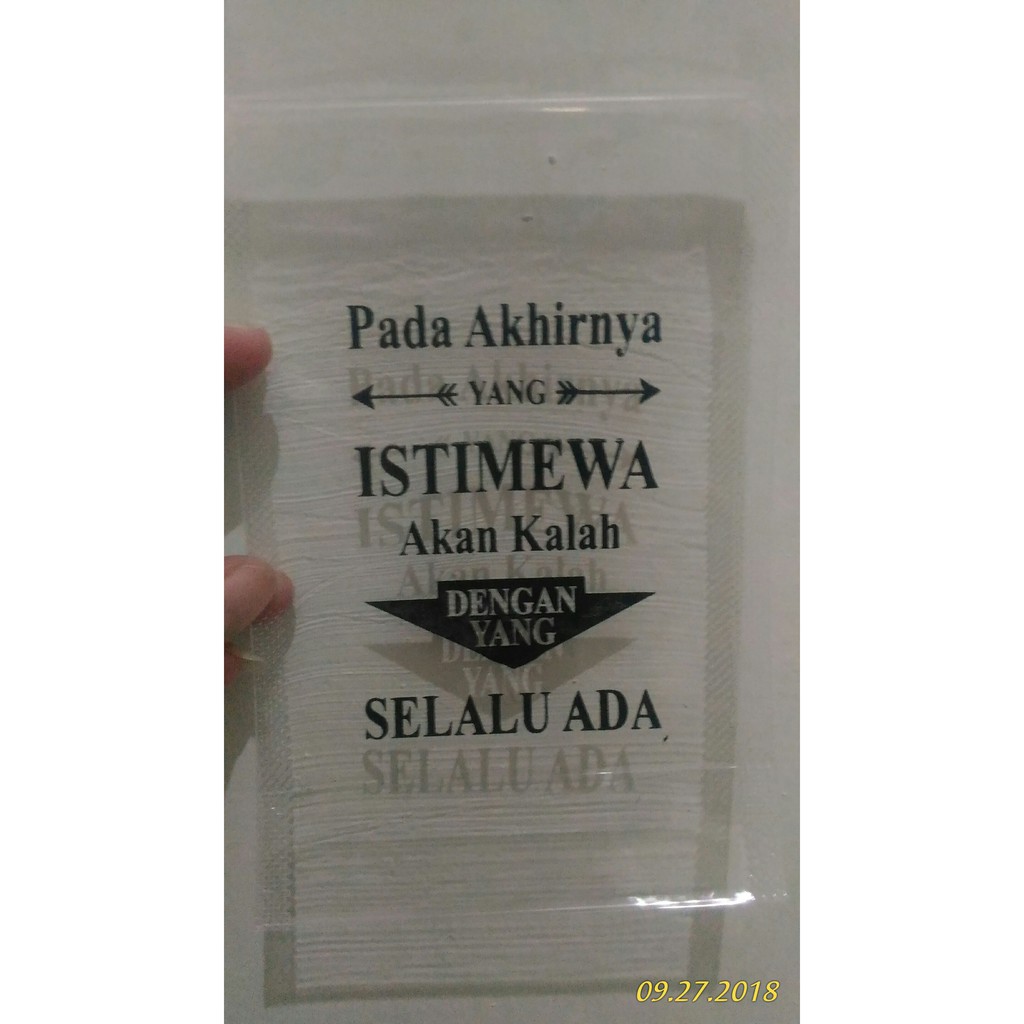 Pada Akhirnya
YANG
ISTIMEWA
Akan Kalah
DENGAN
YANG
SELALU ADA
09.27.2018